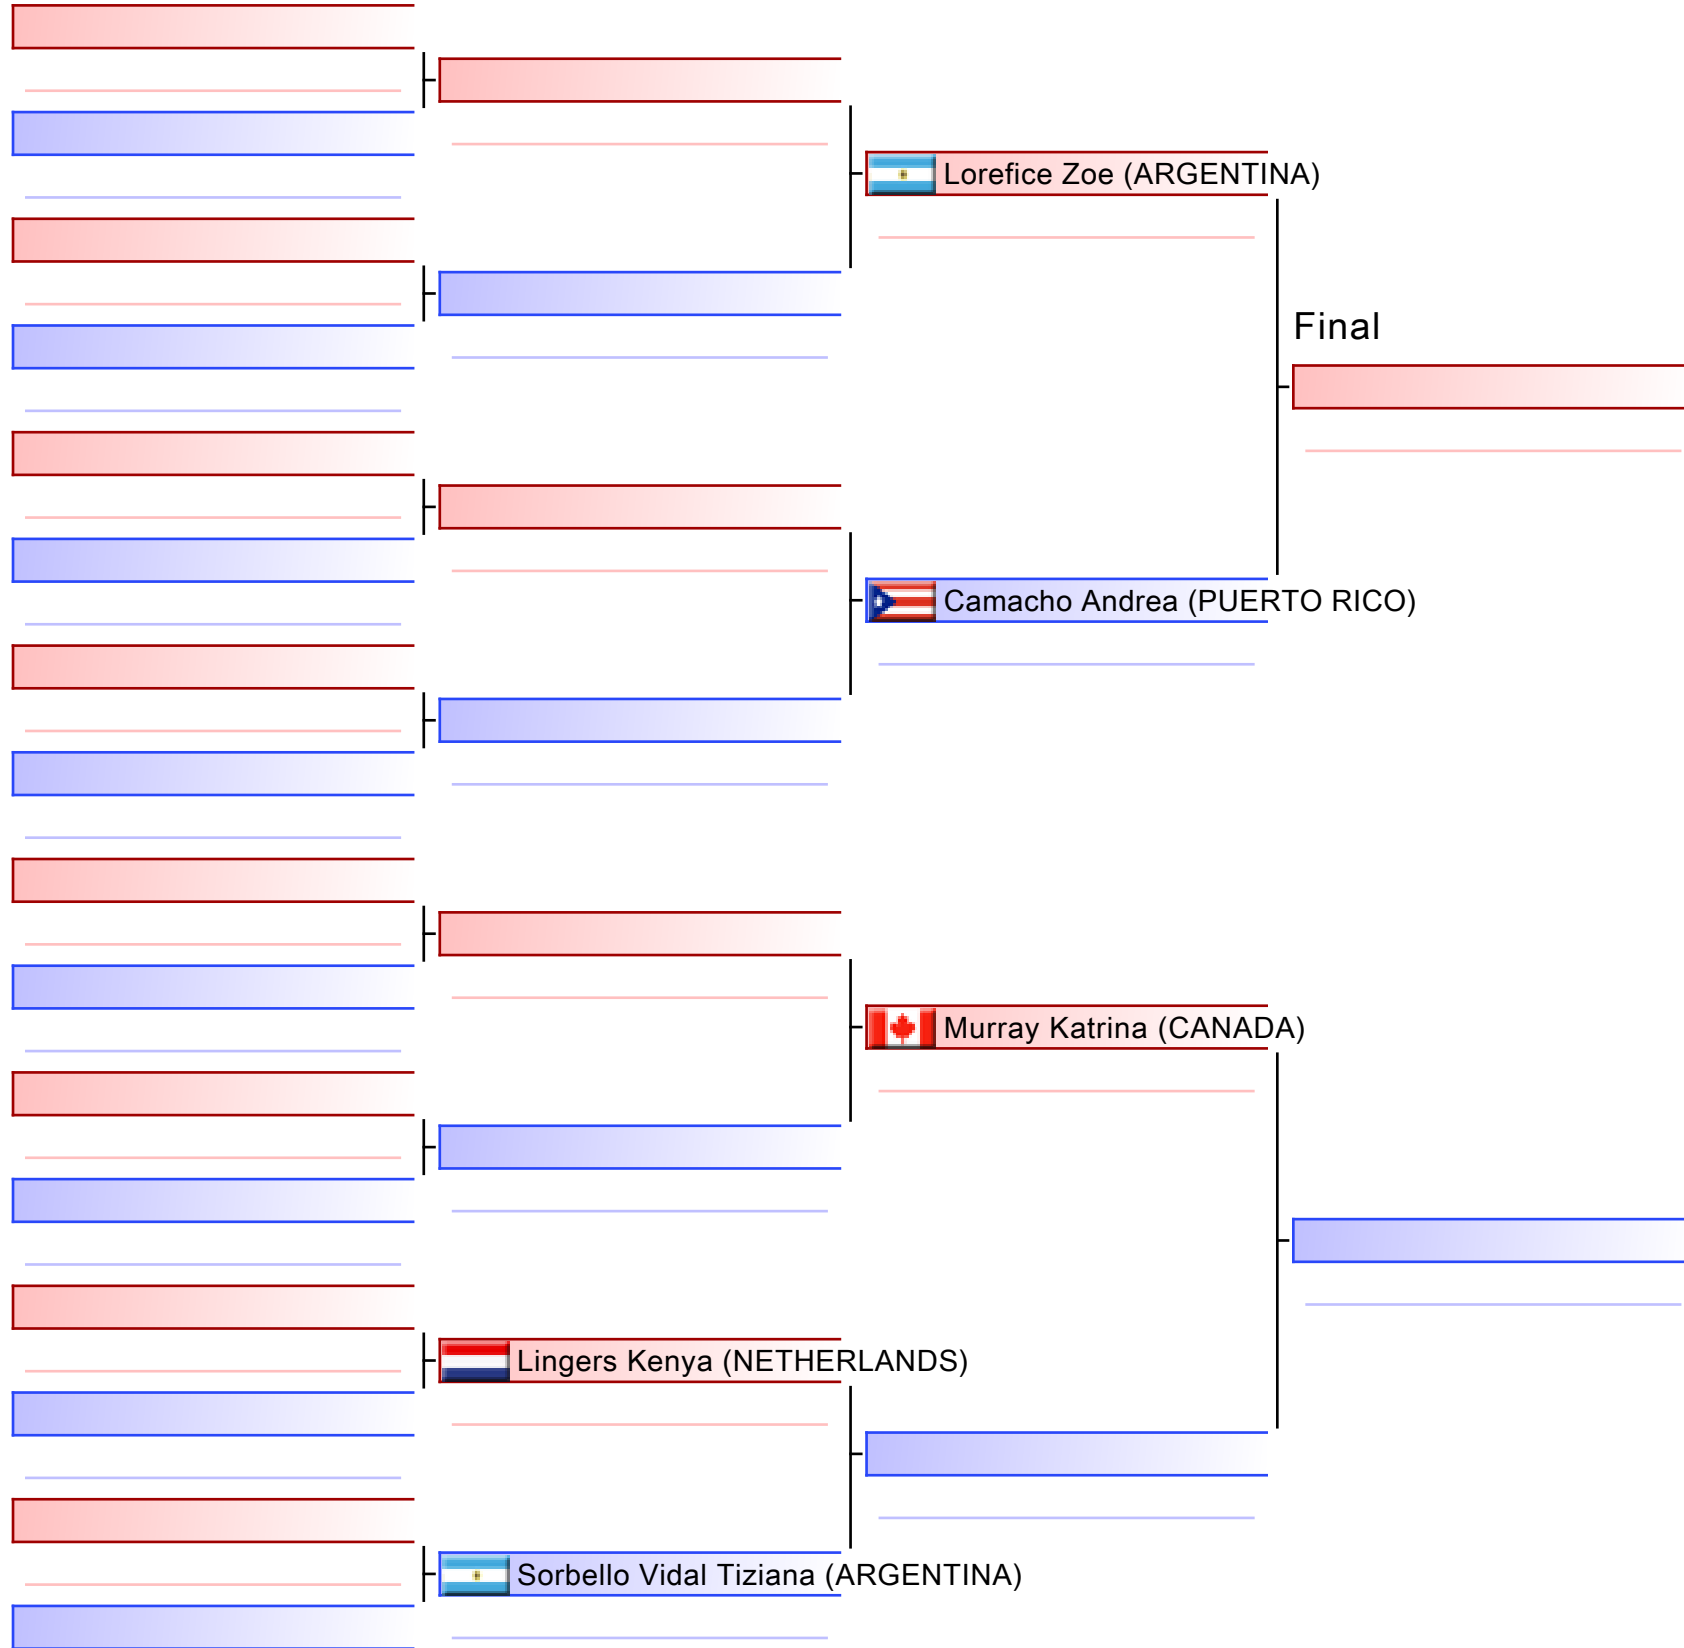 Lorefice Zoe (ARGENTINA)
Final
Camacho Andrea (PUERTO RICO)
Murray Katrina (CANADA)
Lingers Kenya (NETHERLANDS)
Sorbello Vidal Tiziana (ARGENTINA)